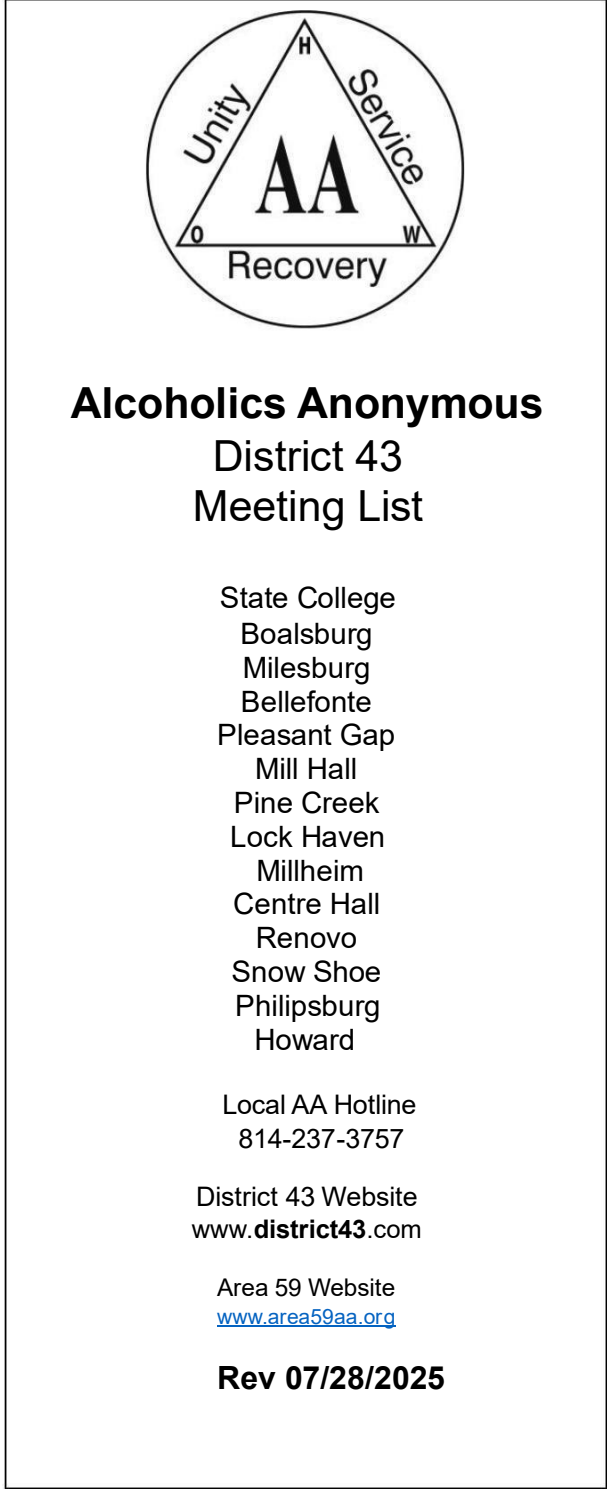 H
Unity
Service
AA
O
W
Recovery
Alcoholics Anonymous
District 43
Meeting List
State College
Boalsburg
Milesburg
Bellefonte
Pleasant Gap
Mill Hall
Pine Creek
Lock Haven
Millheim
Centre Hall
Renovo
Snow Shoe
Philipsburg
Howard
Local AA Hotline
814-237-3757
District 43 Website
www.district43.com
Area 59 Website
www.area59aa.org
Rev 07/28/2025